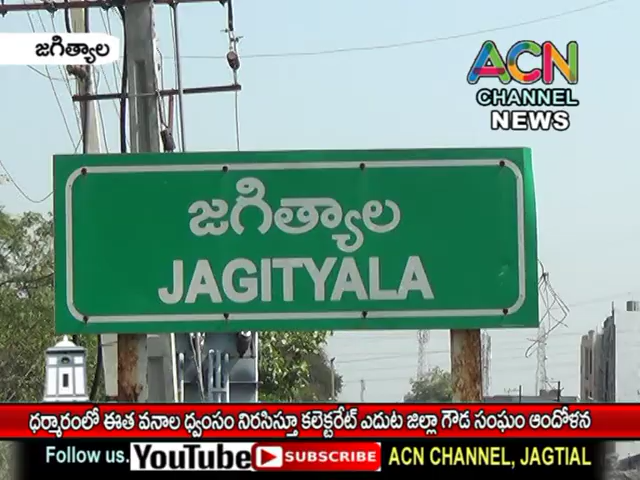 జగిత్యాల
ACN
CHANNEL
NEWS
జగిత్యాల
JAGITYALA
ధర్మారంలో ఈత వనాల ధ్వంసం నిరసిస్తూ కలెక్టరేట్ ఎదుట జిల్లా గౌడ సంఘం ఆందోళన
Follow us. YouTube SUBSCRIBE ACN CHANNEL, JAGTIAL